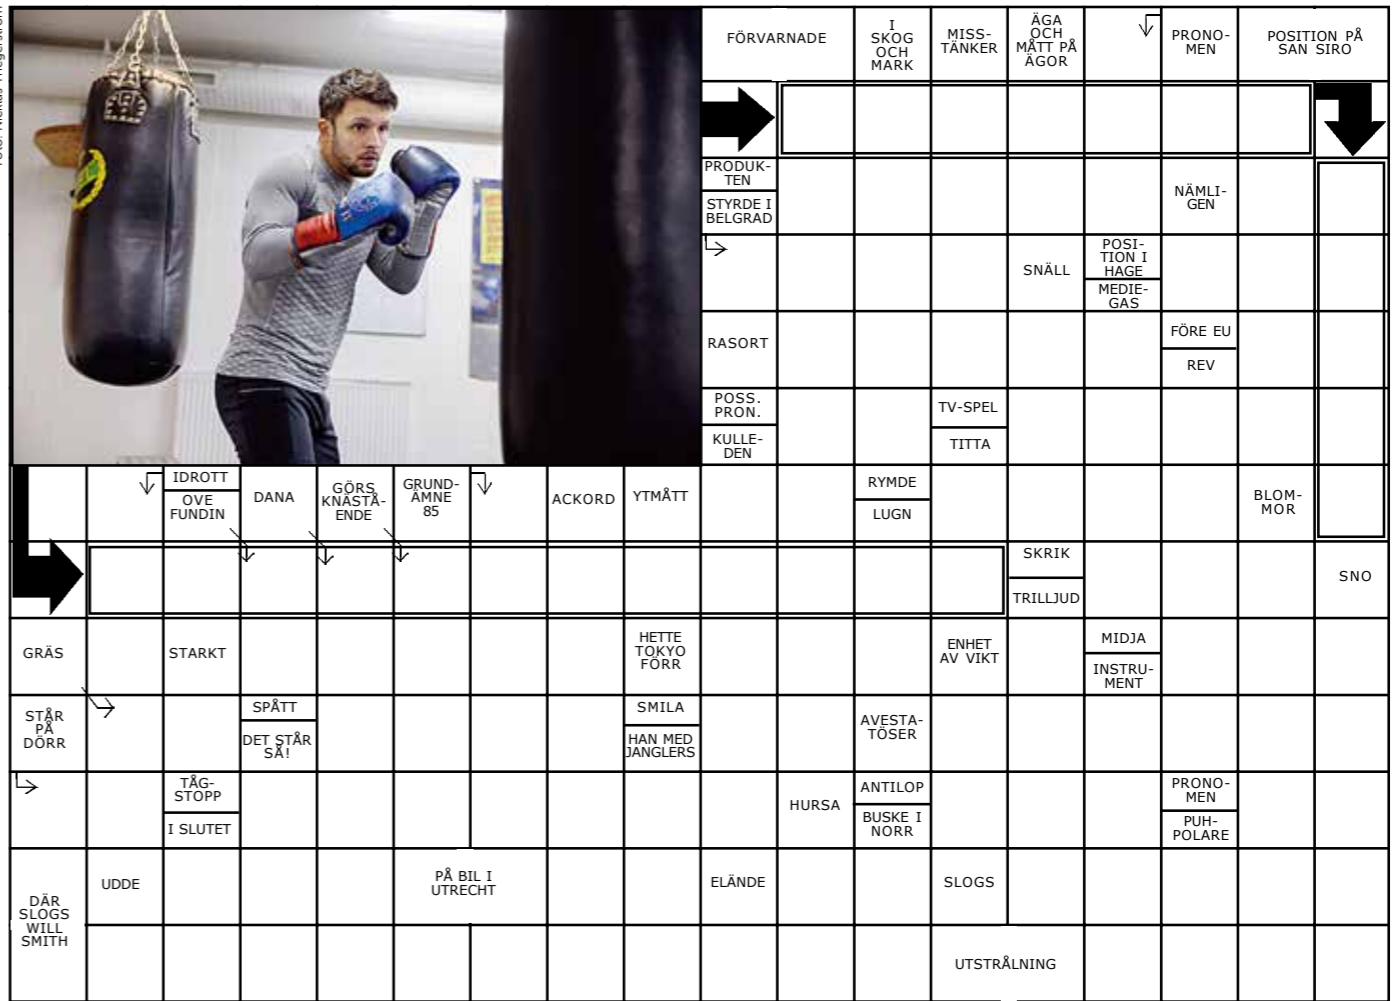 FÖRVARNADE
I
SKOG
OCH
MARK
MISS-
TÄNKER
ÄGA
OCH
MÅTT PÅ
ÄGOR
PRONO-
MEN
POSITION PÅ
SAN SIRO
PRODUK-
TEN
STYRDE I
BELGRAD
NÄMLI-
GEN
SNÄLL
POSI-
TION I
HAGE
MEDIE-
GAS
RASORT
FÖRE EU
REV
POSS.
PRON.
KULLE-
DEN
TV-SPEL
TITTA
IDROTT
OVE
FUNDIN
DANA
GÖRS
KNÄSTÅ-
ENDE
GRUND-
ÄMNE
85
ACKORD
YTMÅTT
RYMDE
LUGN
BLOM-
MOR
SKRIK
TRILLJUD
SNO
GRÄS
STARKT
HETTE
TOKYO
FÖRR
ENHET
AV VIKT
MIDJA
INSTRU-
MENT
STÅR
PÅ
DÖRR
SPÅTT
DET STÅR
SÅ!
SMILA
HAN MED
JANGLERS
AVESTA-
TÖSER
TÅG-
STOPP
I SLUTET
HURSA
ANTILOP
BUSKE I
NORR
PRONO-
MEN
PUH-
POLARE
DÄR
SLOGS
WILL
SMITH
UDDE
PÅ BIL I
UTRECHT
ELÄNDE
SLOGS
UTSTRÅLNING